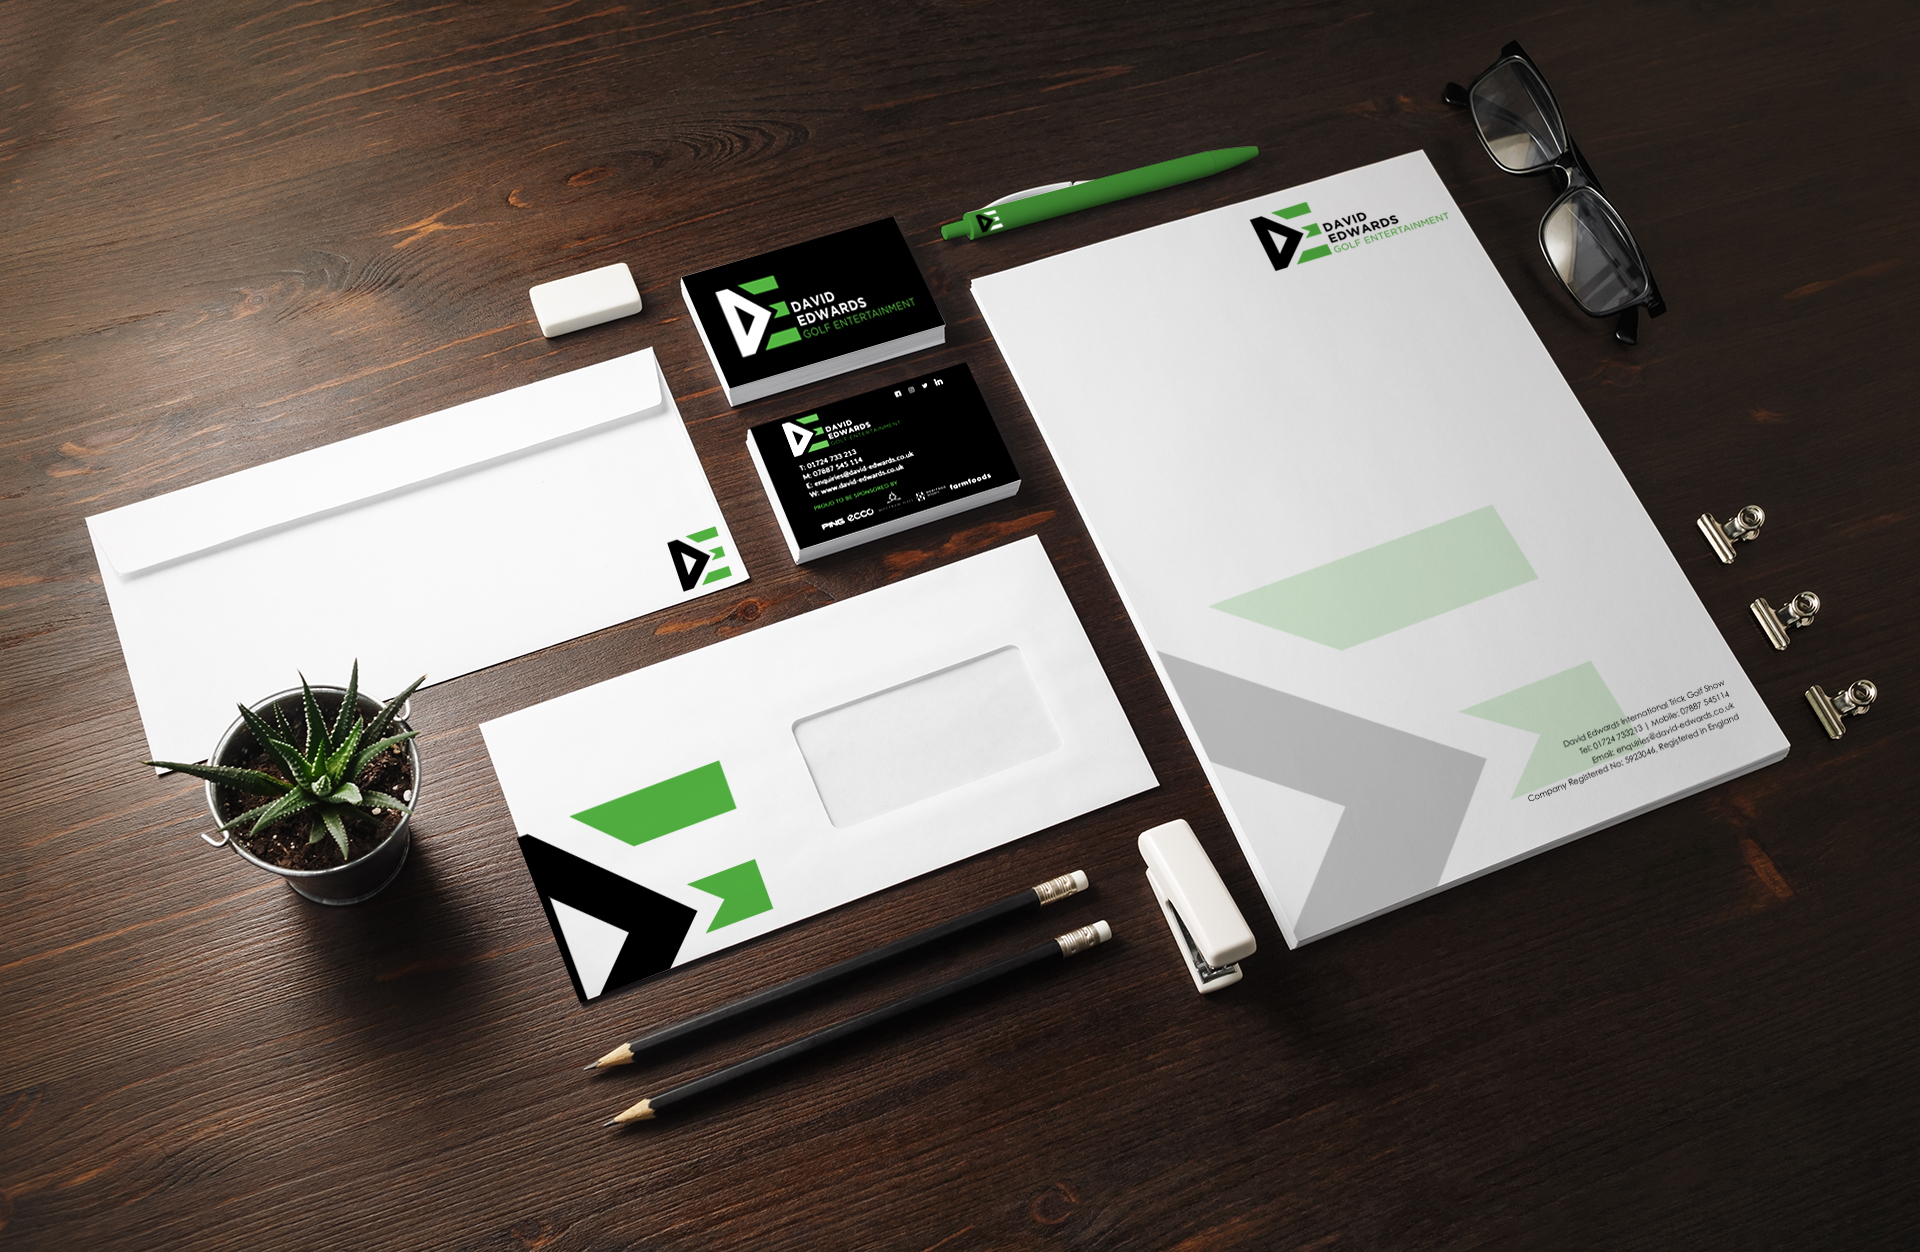 DAVID
EDWARDS
GOLF ENTERTAINMENT
DAVID
EDWARDS
GOLF ENTERTAINMENT
DAVID
EDWARDS
GOLF ENTERTAINMENT
T: 01724 733 213
M: 07887 545 114
E: enquiries@david-edwards.co.uk
W: www.david-edwards.co.uk
PROUD TO BE SPONSORED BY
PING ecco farmfoods
David Edwards International Trick Golf Show
Tel: 01724 733213 | Mobile: 07887 545114
Email: enquiries@david-edwards.co.uk
Company Registered No: 5923046, Registered in England